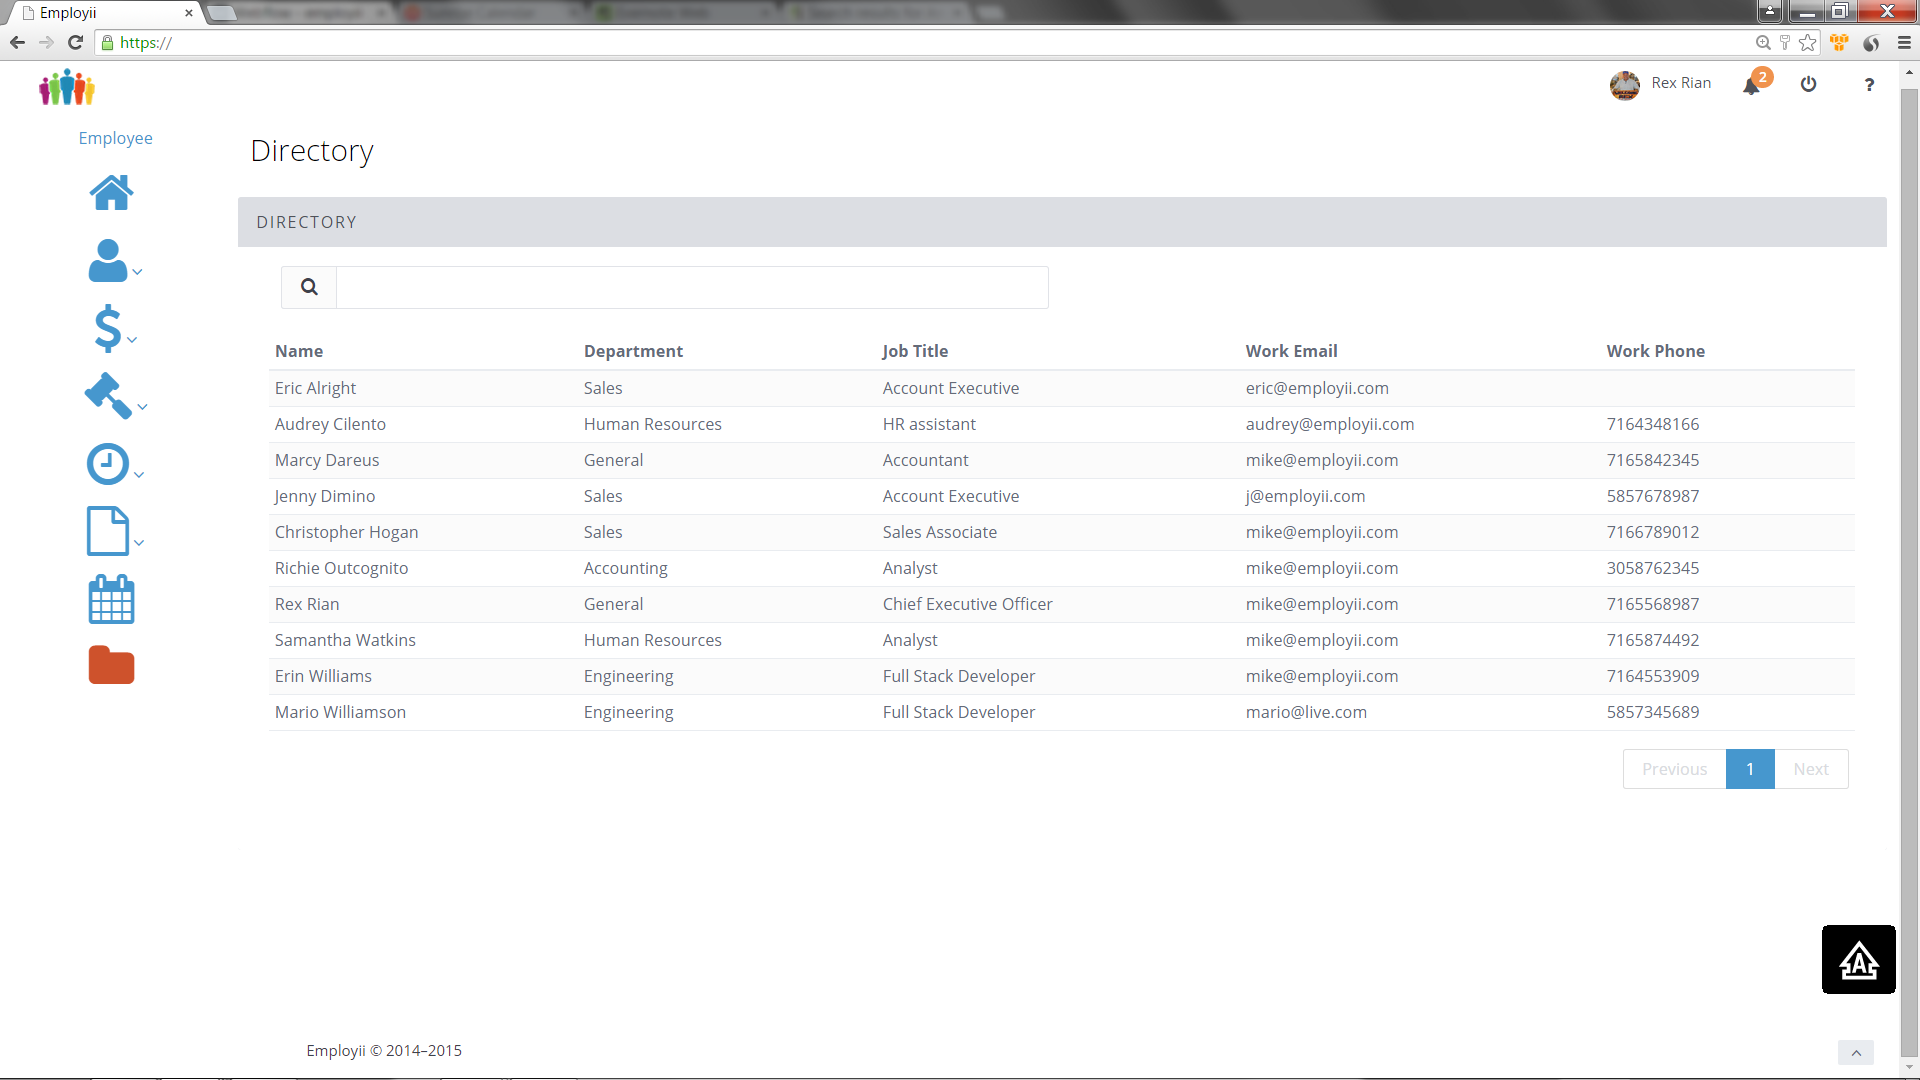 Employii
https://
Rex Rian
2
?
Employee
Directory
DIRECTORY
Name Department Job Title Work Email Work Phone
Eric Alright Sales Account Executive eric@employii.com
Audrey Cilento Human Resources HR assistant audrey@employii.com 7164348166
Marcy Dareus General Accountant mike@employii.com 7165842345
Jenny Dimino Sales Account Executive j@employii.com 5857678987
Christopher Hogan Sales Sales Associate mike@employii.com 7166789012
Richie Outcognito Accounting Analyst mike@employii.com 3058762345
Rex Rian General Chief Executive Officer mike@employii.com 7165568987
Samantha Watkins Human Resources Analyst mike@employii.com 7165874492
Erin Williams Engineering Full Stack Developer mike@employii.com 7164553909
Mario Williamson Engineering Full Stack Developer mario@live.com 5857345689
Previous 1 Next
A
Employii © 2014–2015